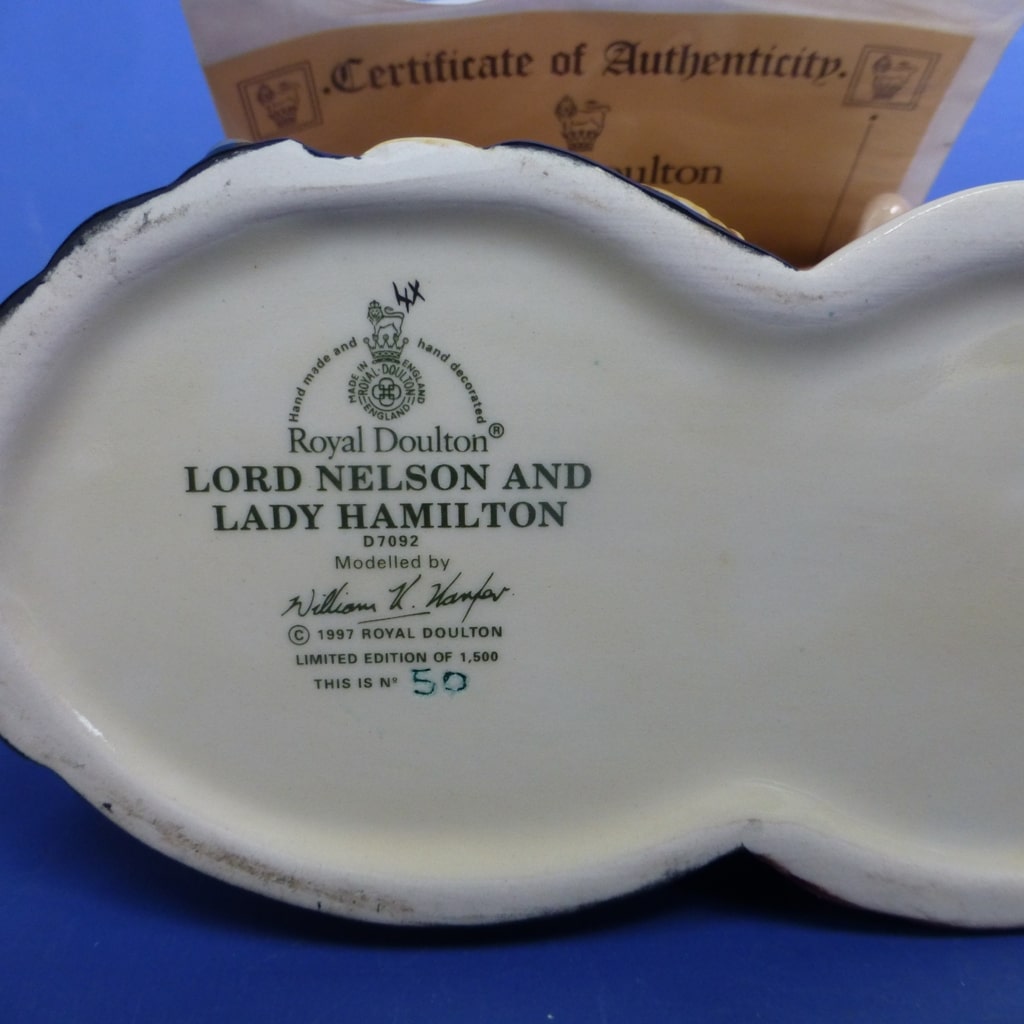 .Certificate of Authenticity.
oulton
4X
Hand made and hand decorated
MADE IN ENGLAND
ROYAL·DOULTON
ENGLAND
Royal Doulton®
LORD NELSON AND
LADY HAMILTON
D7092
Modelled by
William K. Harper
© 1997 ROYAL DOULTON
LIMITED EDITION OF 1,500
THIS IS Nº 50